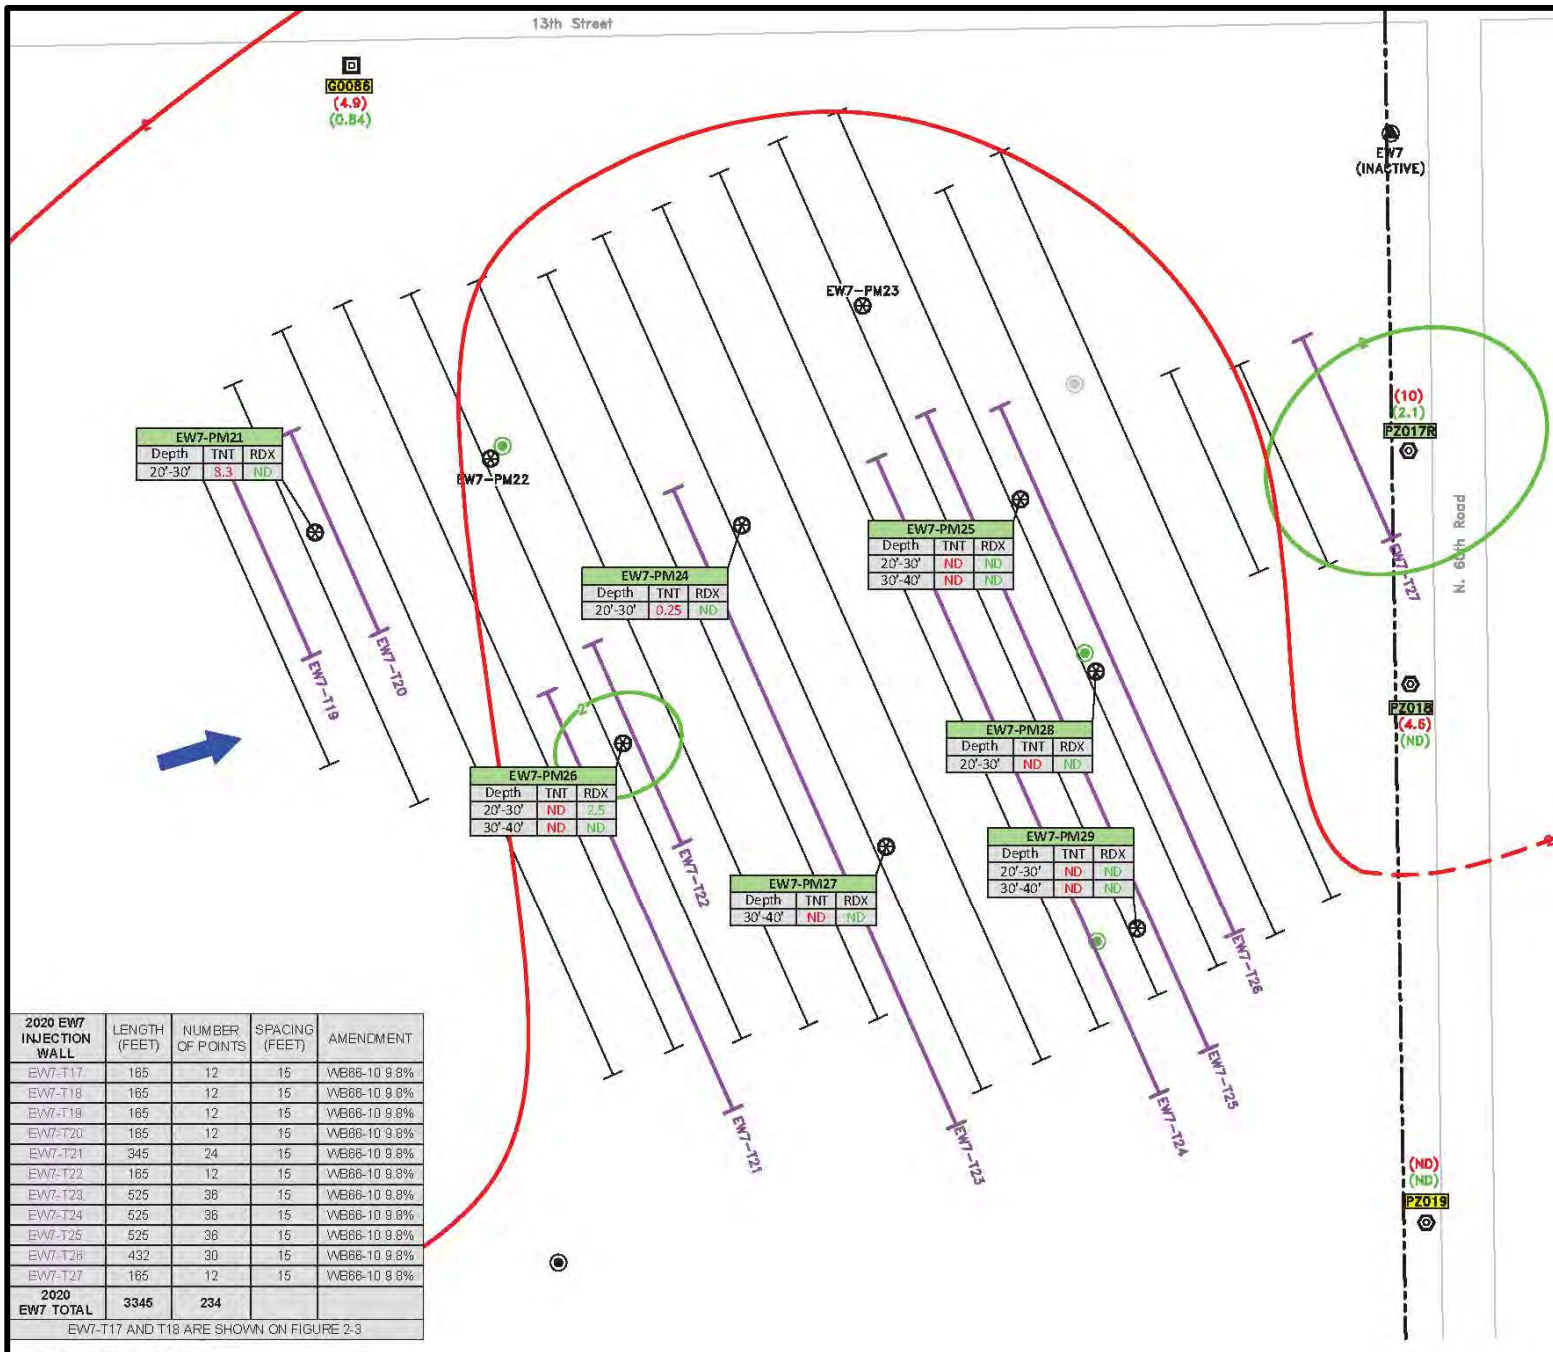 13th Street
G0086
(4.9)
(0.84)
EW7
(INACTIVE)
EW7-PM23
(10)
(2.1)
PZ017R
EW7-PM21
Depth TNT RDX
20'-30' 8.3 ND
EW7-PM22
EW7-PM25
Depth TNT RDX
20'-30' ND ND
30'-40' ND ND
EW7-PM24
Depth TNT RDX
20'-30' 0.25 ND
N. 60th Road
EW7-T27
EW7-T20
EW7-T19
2
PZ018
(4.6)
(ND)
EW7-PM28
Depth TNT RDX
20'-30' ND ND
EW7-PM26
Depth TNT RDX
20'-30' ND 2.5
30'-40' ND ND
EW7-T22
EW7-PM29
Depth TNT RDX
20'-30' ND ND
30'-40' ND ND
EW7-PM27
Depth TNT RDX
30'-40' ND ND
EW7-T26
EW7-T25
EW7-T24
EW7-T21
EW7-T23
(ND)
(ND)
PZ019
2020 EW7 INJECTION WALL LENGTH (FEET) NUMBER OF POINTS SPACING (FEET) AMENDMENT
EW7-T17 165 12 15 WB66-10 9.8%
EW7-T18 165 12 15 WB66-10 9.8%
EW7-T19 165 12 15 WB66-10 9.8%
EW7-T20 165 12 15 WB66-10 9.8%
EW7-T21 345 24 15 WB66-10 9.8%
EW7-T22 165 12 15 WB66-10 9.8%
EW7-T23 525 36 15 WB66-10 9.8%
EW7-T24 525 36 15 WB66-10 9.8%
EW7-T25 525 36 15 WB66-10 9.8%
EW7-T26 432 30 15 WB66-10 9.8%
EW7-T27 165 12 15 WB66-10 9.8%
2020 EW7 TOTAL 3345 234
EW7-T17 AND T18 ARE SHOWN ON FIGURE 2-3